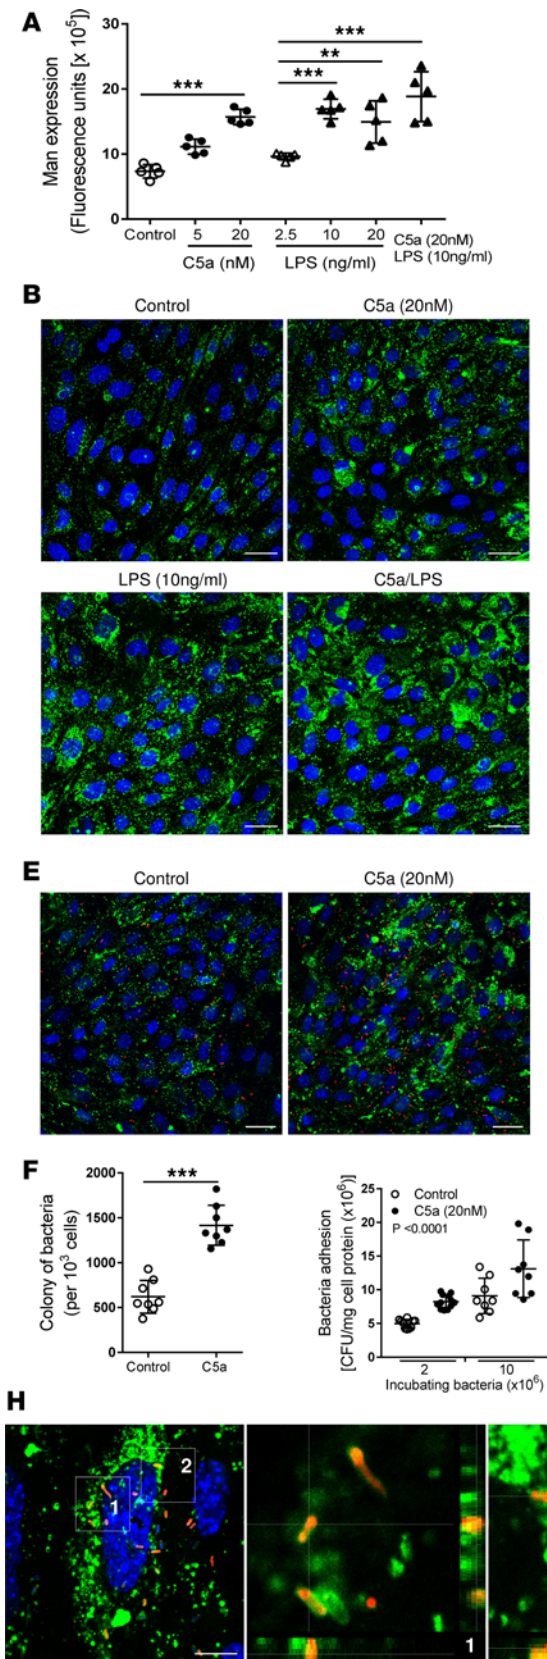 A
Man expression
(Fluorescence units [x 10⁵])
30
20
10
0
***
***
**
***
Control
5
20
2.5
10
20
C5a (20nM)
LPS (10ng/ml)
C5a (nM)
LPS (ng/ml)
B
Control
C5a (20nM)
LPS (10ng/ml)
C5a/LPS
E
Control
C5a (20nM)
F
Colony of bacteria
(per 10³ cells)
2000
1500
1000
500
0
***
Control
C5a
Bacteria adhesion
[CFU/mg cell protein (x10⁶)]
25
20
15
10
5
0
Control
C5a (20nM)
P <0.0001
2
10
Incubating bacteria (x10⁶)
H
1
2
1